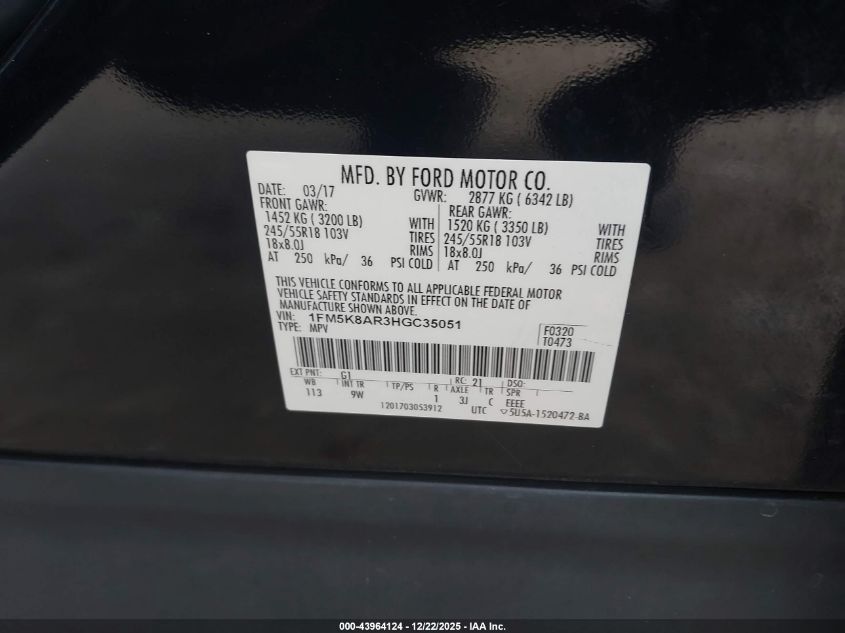 MFD. BY FORD MOTOR CO.
DATE: 03/17 GVWR: 2877 KG ( 6342 LB)
FRONT GAWR: REAR GAWR:
1452 KG ( 3200 LB) WITH 1520 KG ( 3350 LB) WITH
245/55R18 103V TIRES 245/55R18 103V TIRES
18x8.0J RIMS 18x8.0J RIMS
AT 250 kPa/ 36 PSI COLD AT 250 kPa/ 36 PSI COLD
THIS VEHICLE CONFORMS TO ALL APPLICABLE FEDERAL MOTOR
VEHICLE SAFETY STANDARDS IN EFFECT ON THE DATE OF
MANUFACTURE SHOWN ABOVE.
VIN: 1FM5K8AR3HGC35051 F0320
TYPE: MPV T0473
EXT PNT: G1 RC: 21 DSO:
WB INT TR TP/PS R AXLE TR SPR
113 9W 1 3J C EEEE
1201703053912 UTC 5U5A-1520472-BA
000-43964124 - 12/22/2025 - IAA Inc.